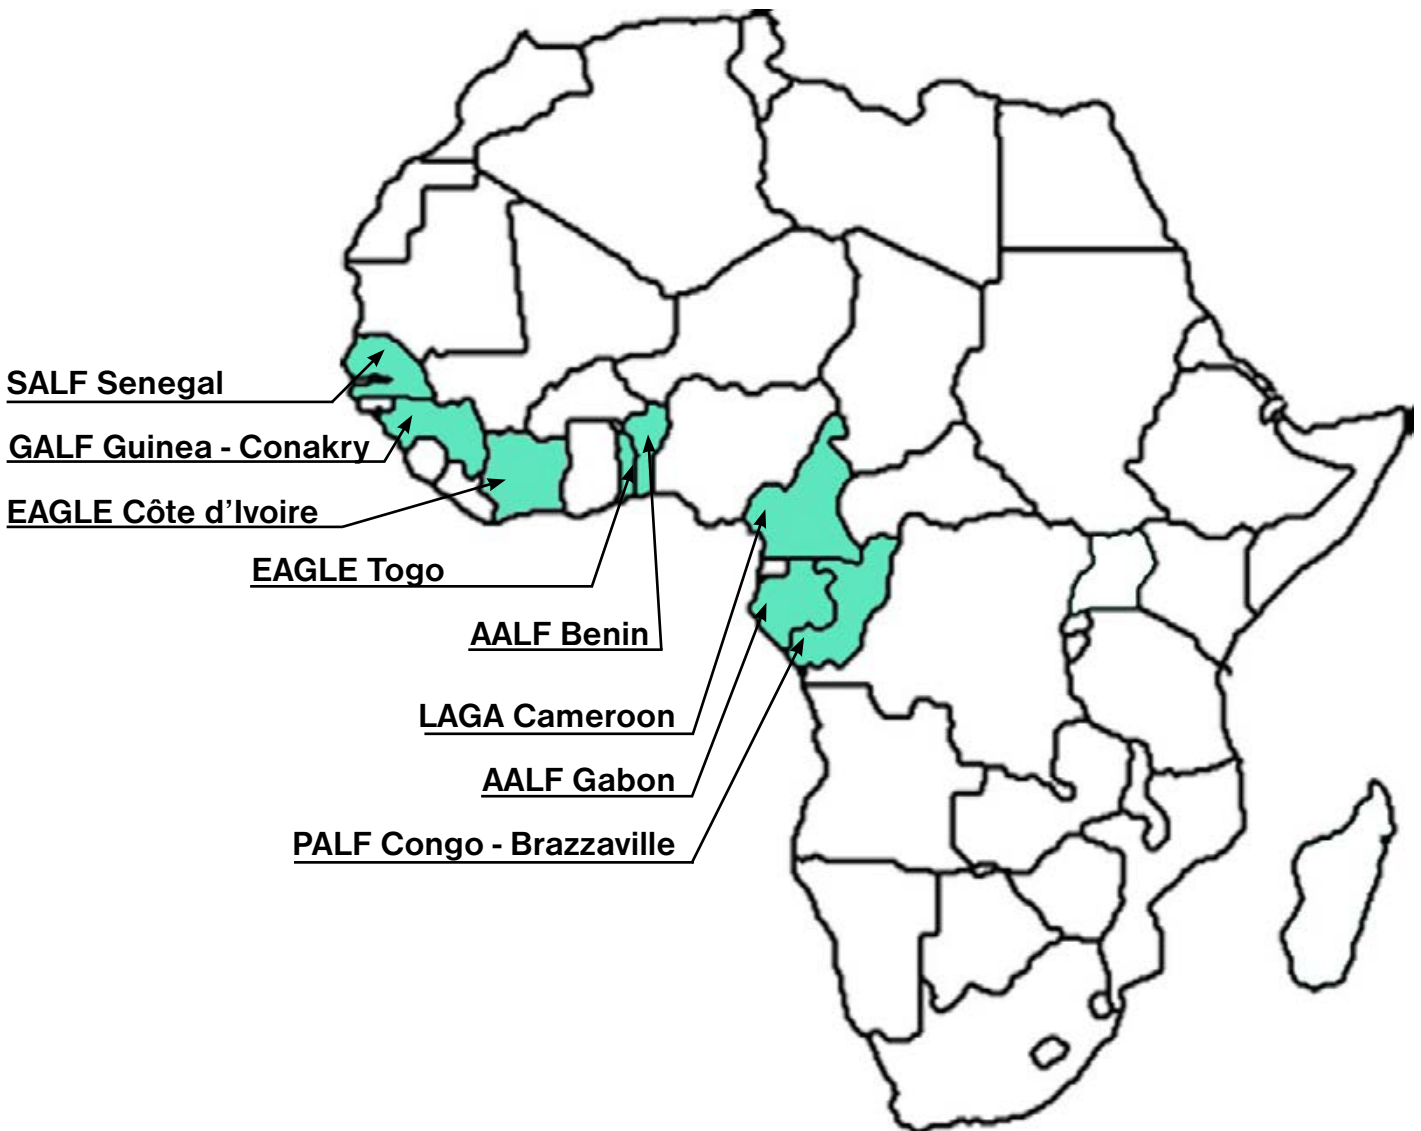 SALF Senegal
GALF Guinea - Conakry
EAGLE Côte d’Ivoire
EAGLE Togo
AALF Benin
LAGA Cameroon
AALF Gabon
PALF Congo - Brazzaville